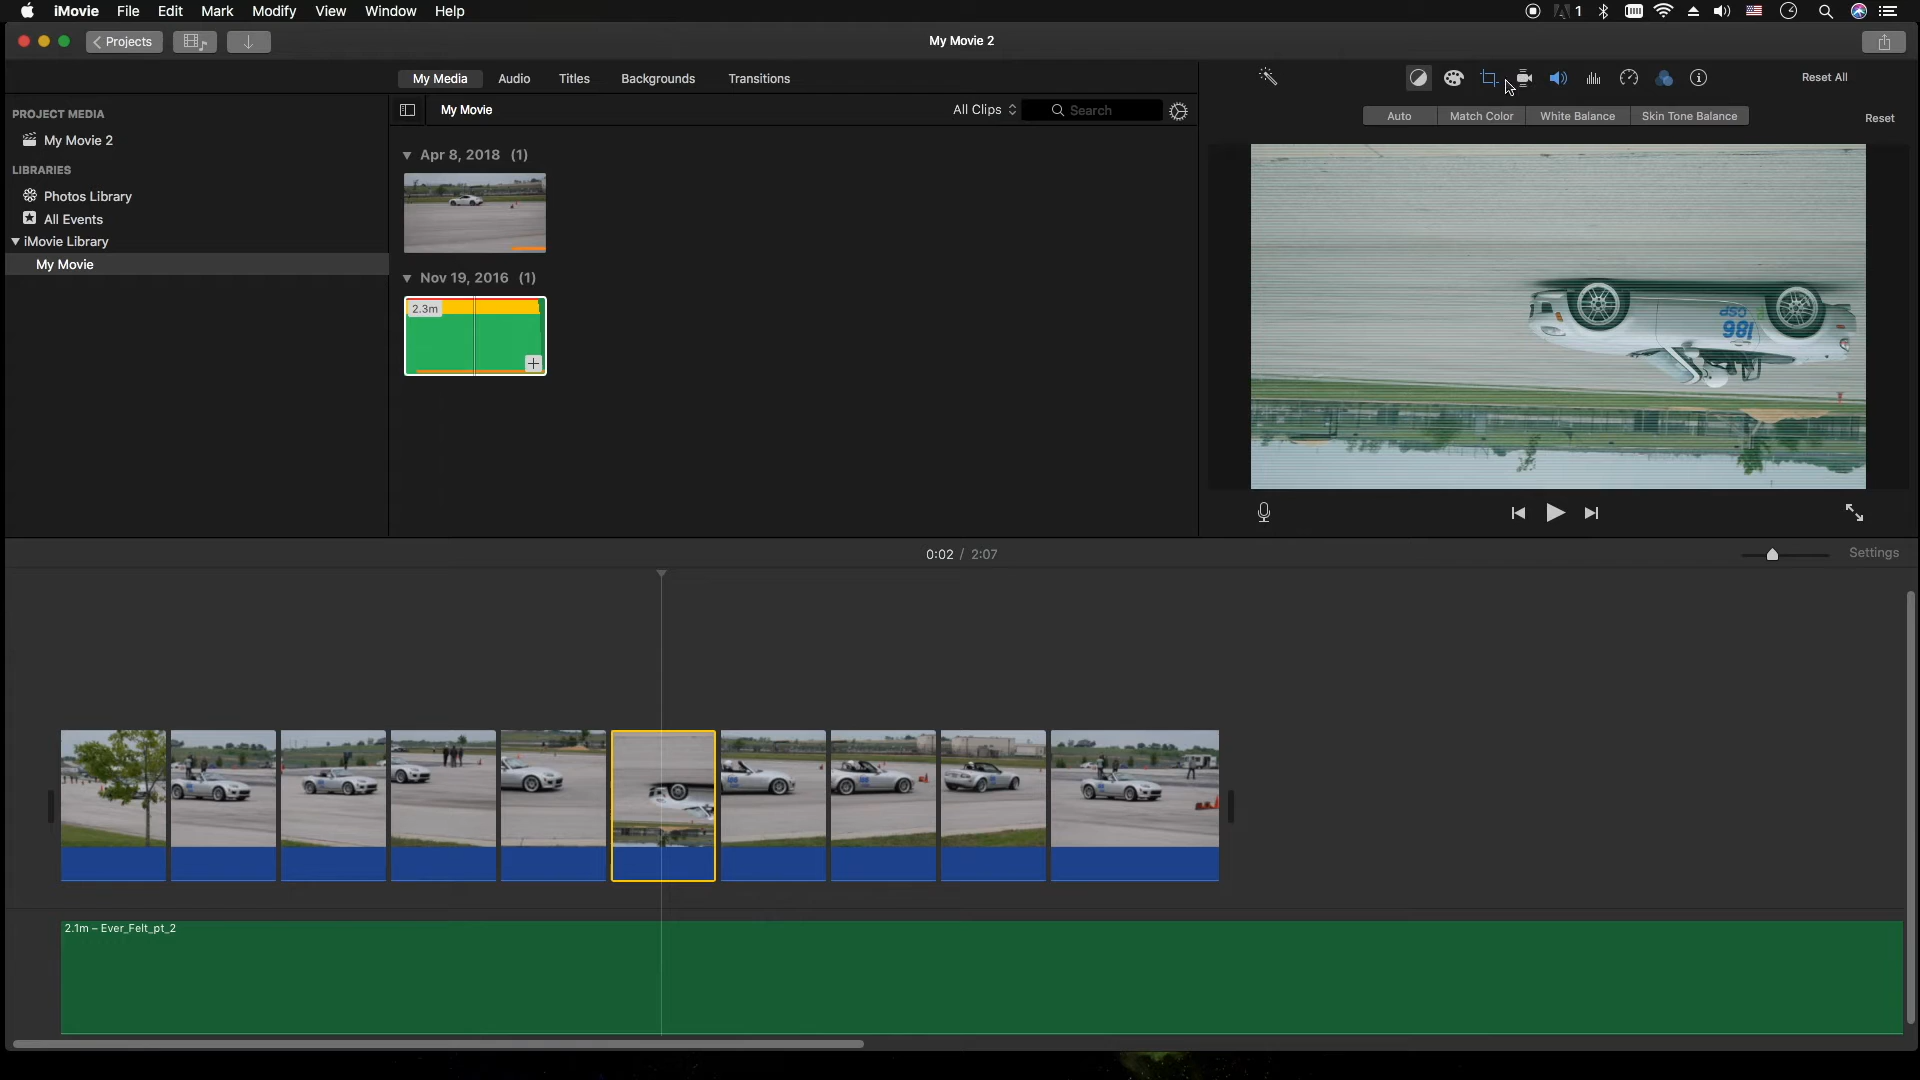 iMovie File Edit Mark Modify View Window Help
1
Projects
My Movie 2
My Media Audio Titles Backgrounds Transitions
Reset All
PROJECT MEDIA
My Movie 2
LIBRARIES
Photos Library
All Events
iMovie Library
My Movie
My Movie
All Clips
Search
Auto Match Color White Balance Skin Tone Balance
Reset
Apr 8, 2018 (1)
Nov 19, 2016 (1)
2.3m
186
CSP
0:02 / 2:07
Settings
2.1m – Ever_Felt_pt_2